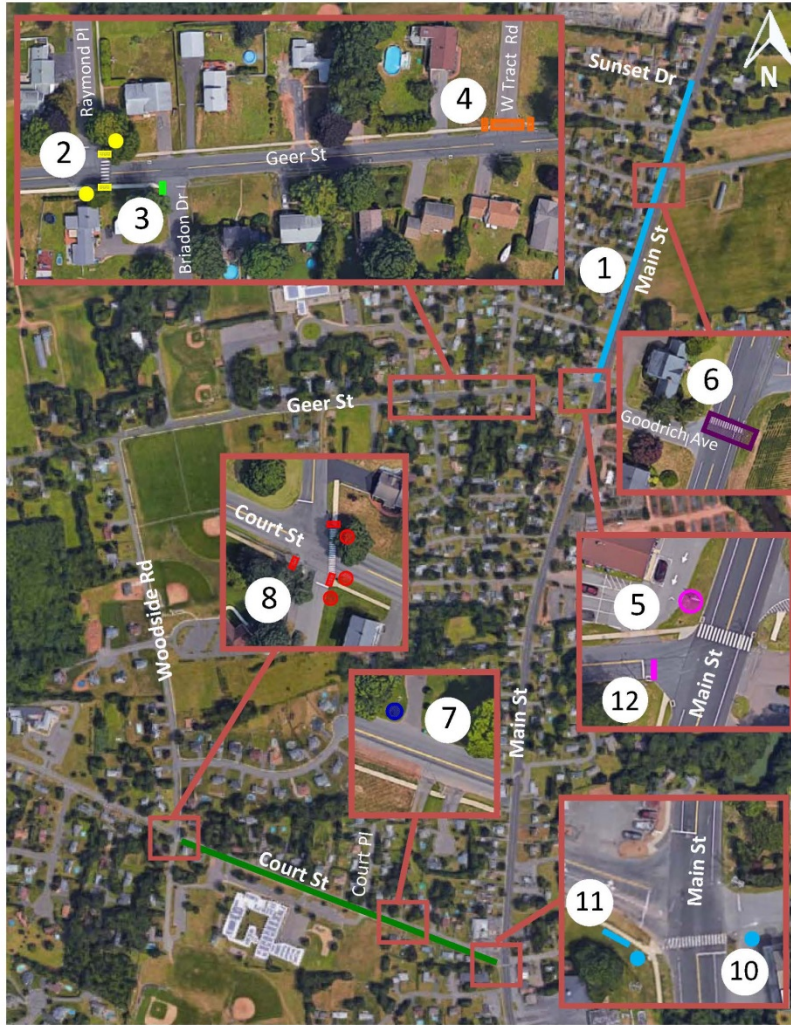 Raymond Pl
W Tract Rd
4
2
Geer St
3
Briadon Dr
Sunset Dr
N
1
Main St
6
Goodrich Ave
Geer St
Court St
8
Woodside Rd
5
Main St
12
7
Main St
Court Pl
Court St
Main St
11
10